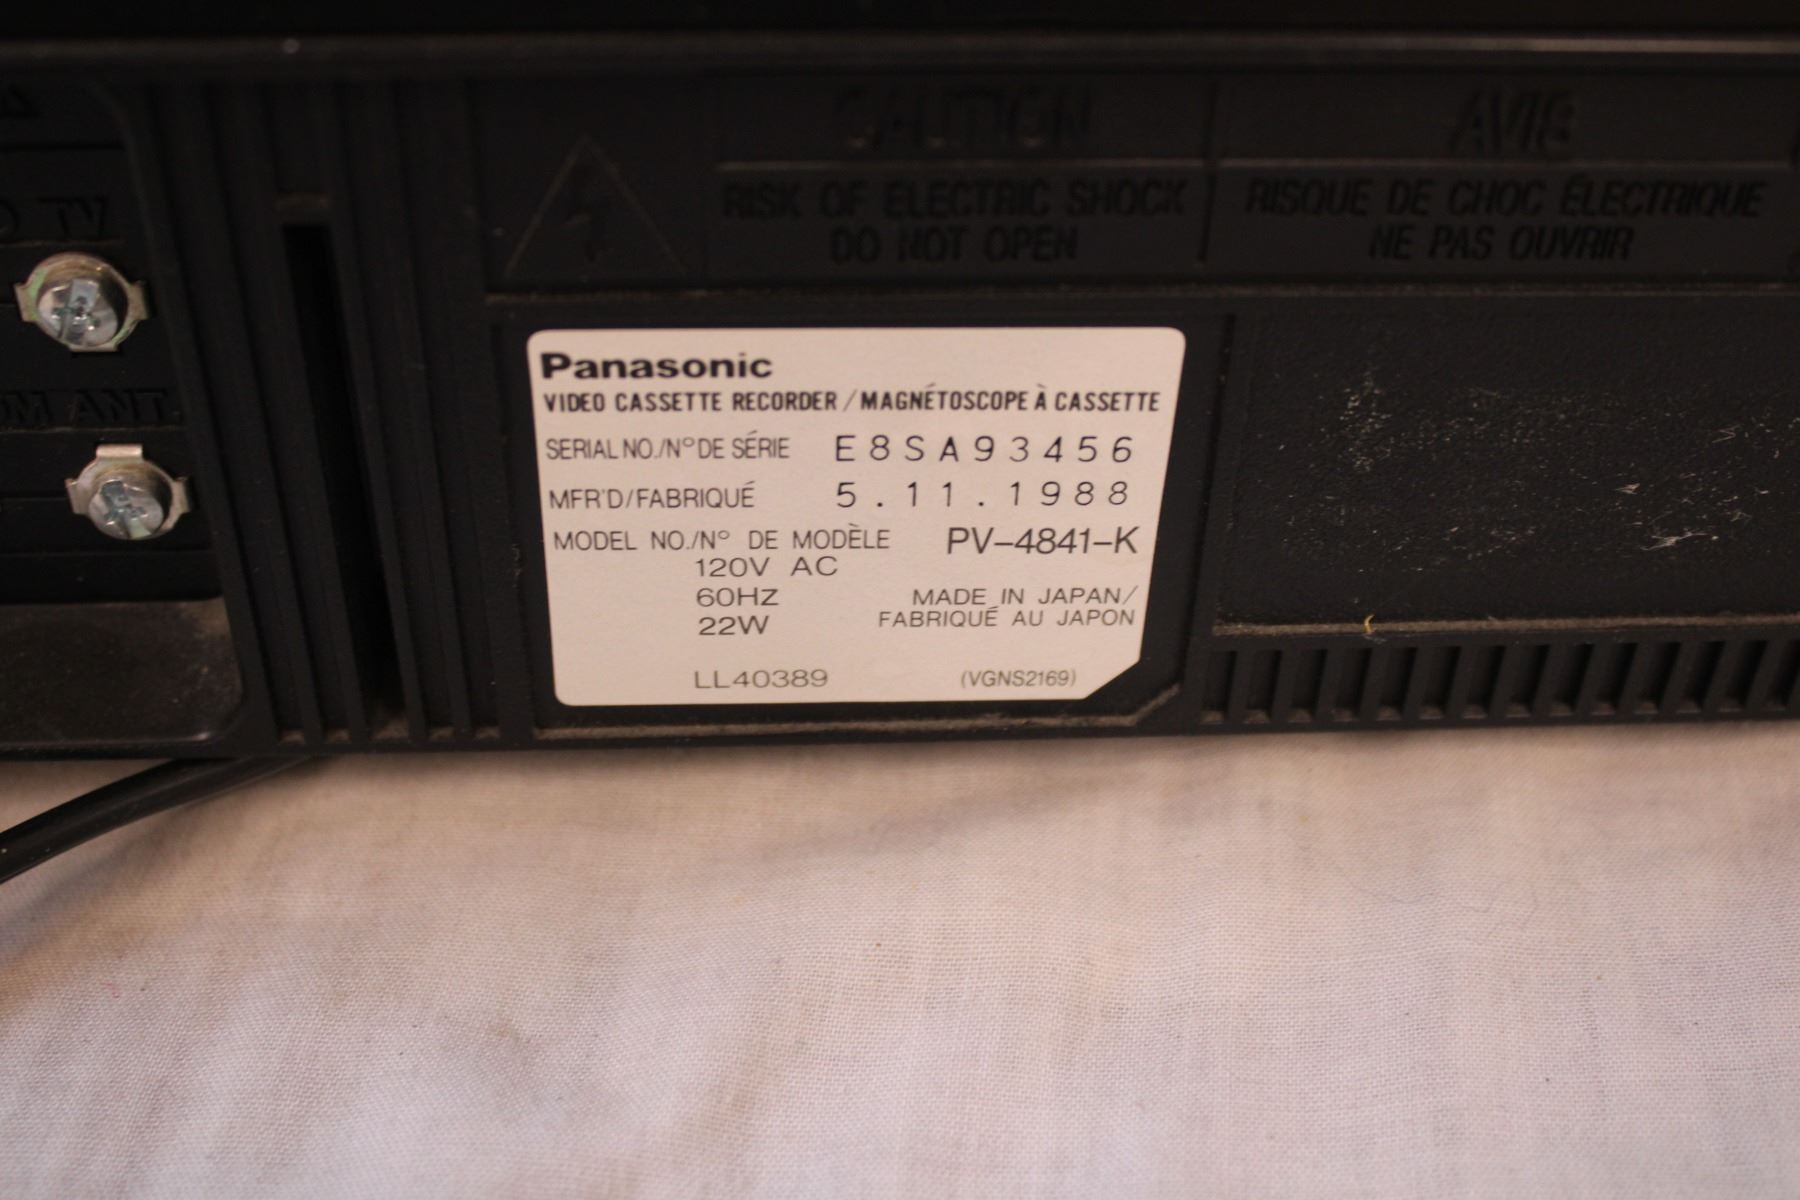 CAUTION
RISK OF ELECTRIC SHOCK
DO NOT OPEN
AVIS
RISQUE DE CHOC ÉLECTRIQUE
NE PAS OUVRIR
TV
ANT.
Panasonic
VIDEO CASSETTE RECORDER / MAGNÉTOSCOPE À CASSETTE
SERIAL NO./N° DE SÉRIE E8SA93456
MFR'D/FABRIQUÉ 5.11.1988
MODEL NO./N° DE MODÈLE PV-4841-K
120V AC
60Hz
22W
MADE IN JAPAN/
FABRIQUÉ AU JAPON
LL40389 (VGNS2169)